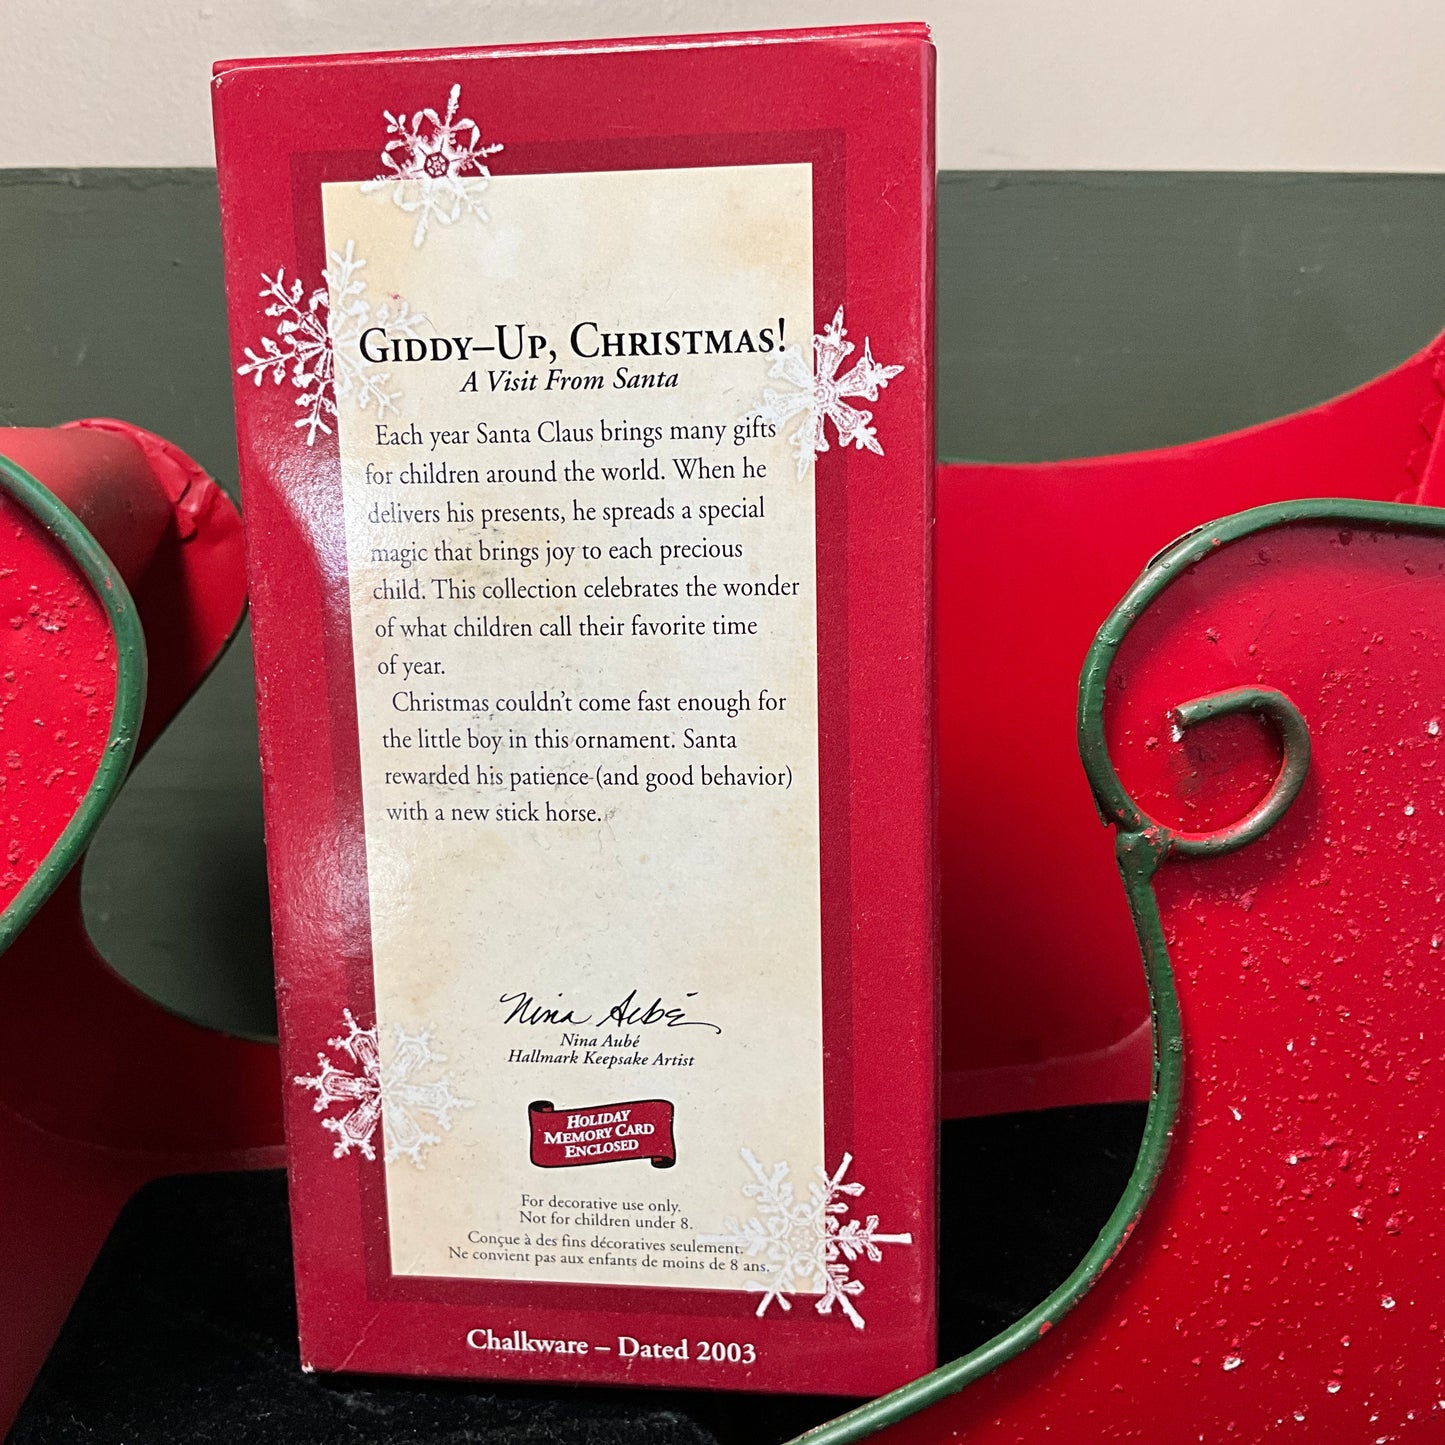 GIDDY–UP, CHRISTMAS!
A Visit From Santa
Each year Santa Claus brings many gifts
for children around the world. When he
delivers his presents, he spreads a special
magic that brings joy to each precious
child. This collection celebrates the wonder
of what children call their favorite time
of year.
Christmas couldn't come fast enough for
the little boy in this ornament. Santa
rewarded his patience (and good behavior)
with a new stick horse.
Nina Aubé
Nina Aubé
Hallmark Keepsake Artist
HOLIDAY
MEMORY CARD
ENCLOSED
For decorative use only.
Not for children under 8.
Conçue à des fins décoratives seulement.
Ne convient pas aux enfants de moins de 8 ans.
Chalkware – Dated 2003